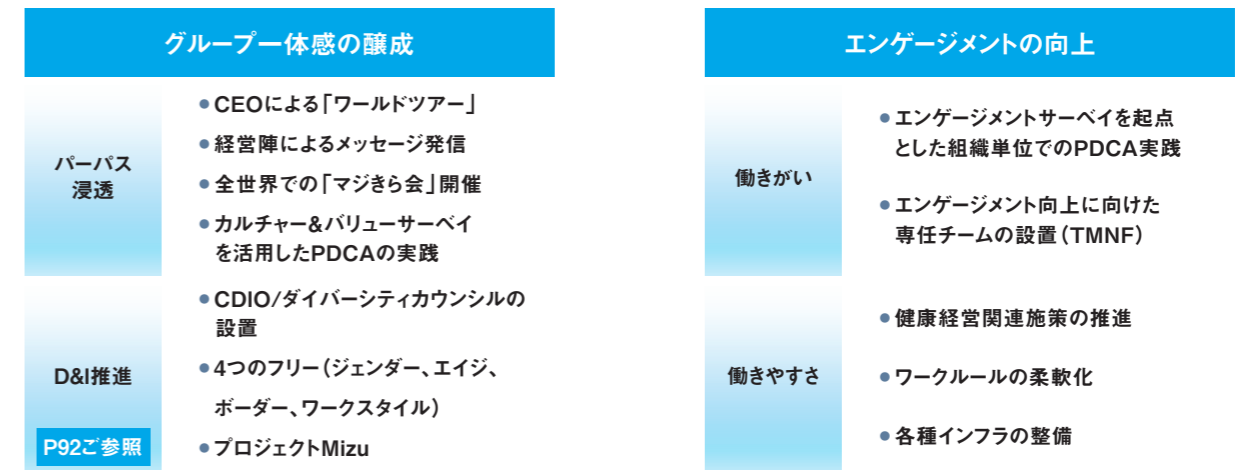 グループ一体感の醸成
パーパス
浸透
●CEOによる「ワールドツアー」
●経営陣によるメッセージ発信
●全世界での「マジきら会」開催
●カルチャー&バリューサーベイ
を活用したPDCAの実践
D&I推進
P92ご参照
●CDIO/ダイバーシティカウンシルの
設置
●4つのフリー(ジェンダー、エイジ、
ボーダー、ワークスタイル)
●プロジェクトMizu
エンゲージメントの向上
働きがい
●エンゲージメントサーベイを起点
とした組織単位でのPDCA実践
●エンゲージメント向上に向けた
専任チームの設置(TMNF)
働きやすさ
●健康経営関連施策の推進
●ワークルールの柔軟化
●各種インフラの整備